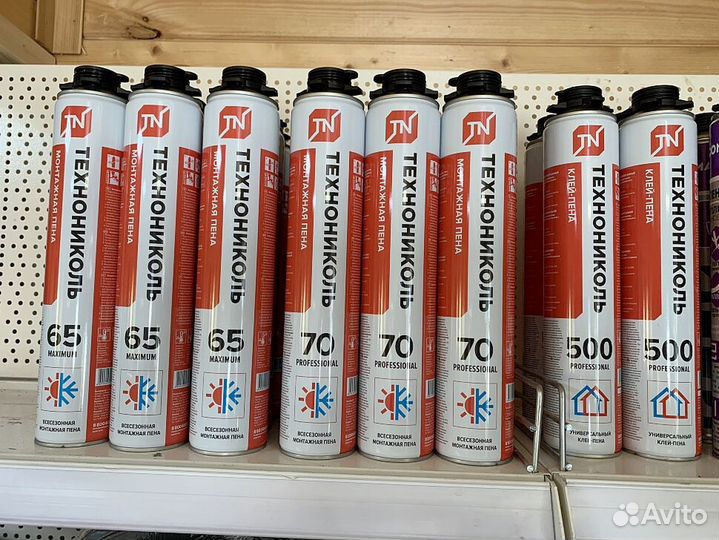 TN
ТЕХНОНИКОЛЬ
МОНТАЖНАЯ ПЕНА
65
MAXIMUM
TN
ТЕХНОНИКОЛЬ
МОНТАЖНАЯ ПЕНА
65
MAXIMUM
TN
ТЕХНОНИКОЛЬ
МОНТАЖНАЯ ПЕНА
65
MAXIMUM
TN
ТЕХНОНИКОЛЬ
МОНТАЖНАЯ ПЕНА
70
PROFESSIONAL
TN
ТЕХНОНИКОЛЬ
МОНТАЖНАЯ ПЕНА
70
PROFESSIONAL
TN
ТЕХНОНИКОЛЬ
МОНТАЖНАЯ ПЕНА
70
PROFESSIONAL
TN
ТЕХНОНИКОЛЬ
КЛЕЙ-ПЕНА
500
PROFESSIONAL
TN
ТЕХНОНИКОЛЬ
КЛЕЙ-ПЕНА
500
PROFESSIONAL
ВСЕСЕЗОННАЯ
МОНТАЖНАЯ ПЕНА
ВСЕСЕЗОННАЯ
МОНТАЖНАЯ ПЕНА
ВСЕСЕЗОННАЯ
МОНТАЖНАЯ ПЕНА
ВСЕСЕЗОННАЯ
МОНТАЖНАЯ ПЕНА
ВСЕСЕЗОННАЯ
МОНТАЖНАЯ ПЕНА
ВСЕСЕЗОННАЯ
МОНТАЖНАЯ ПЕНА
УНИВЕРСАЛЬНЫЙ
КЛЕЙ-ПЕНА
УНИВЕРСАЛЬНЫЙ
КЛЕЙ-ПЕНА
Avito